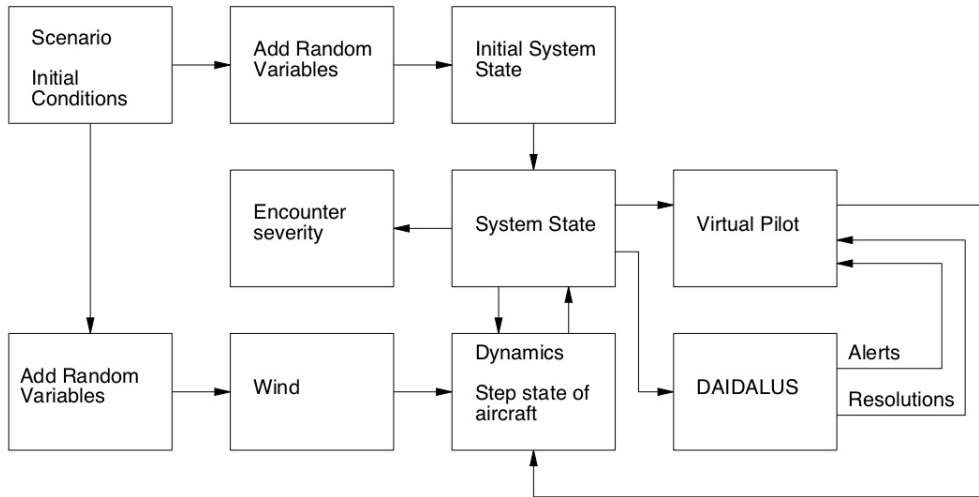 Scenario
Initial
Conditions
Add Random
Variables
Initial System
State
Encounter
severity
System State
Virtual Pilot
Add Random
Variables
Wind
Dynamics
Step state of
aircraft
DAIDALUS
Alerts
Resolutions